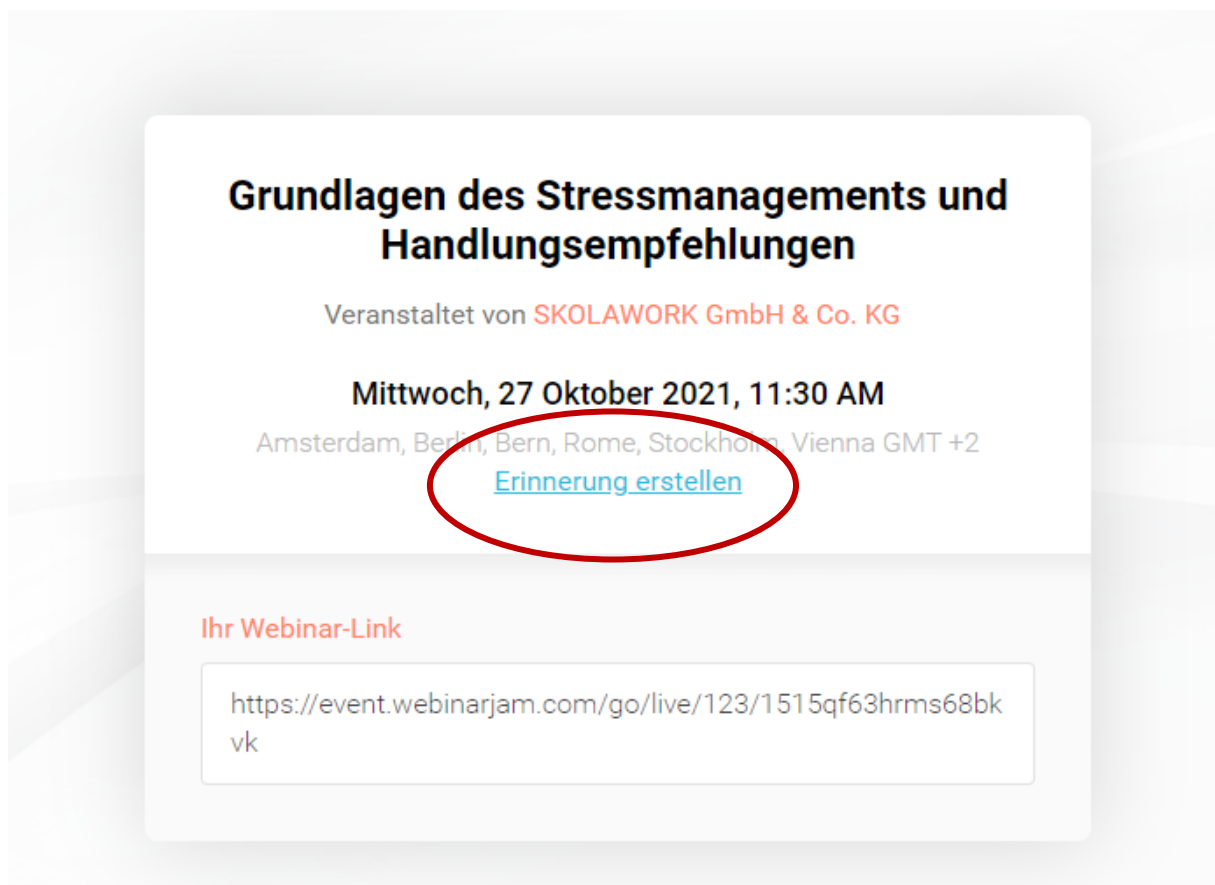 Grundlagen des Stressmanagements und
Handlungsempfehlungen
Veranstaltet von SKOLAWORK GmbH & Co. KG
Mittwoch, 27 Oktober 2021, 11:30 AM
Amsterdam, Berlin, Bern, Rome, Stockholm, Vienna GMT +2
Erinnerung erstellen
Ihr Webinar-Link
https://event.webinarjam.com/go/live/123/1515qf63hrms68bk
vk